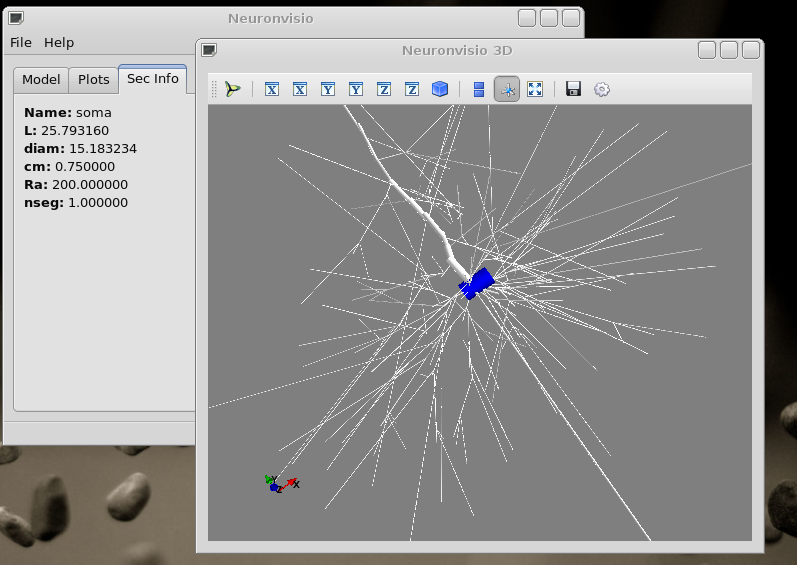 Neuronvisio
File Help
Model Plots Sec Info
Name: soma
L: 25.793160
diam: 15.183234
cm: 0.750000
Ra: 200.000000
nseg: 1.000000
Neuronvisio 3D
X X Y Y Z Z
Y
Z X